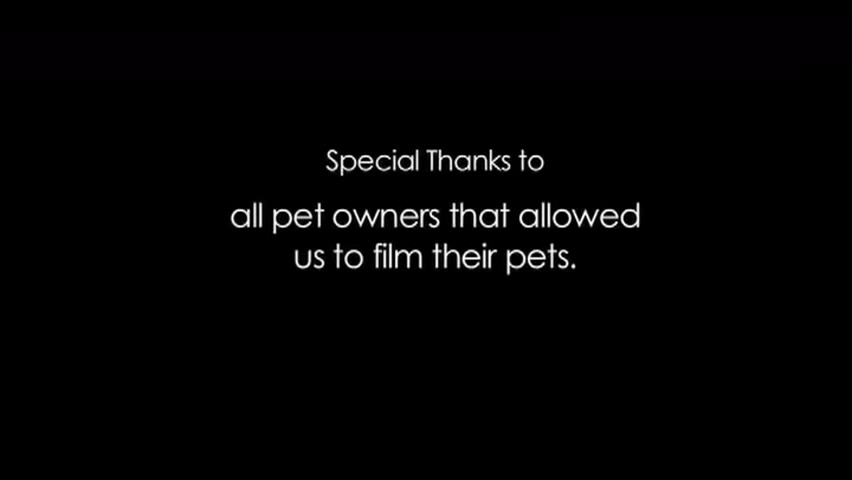 Special Thanks to
all pet owners that allowed
us to film their pets.